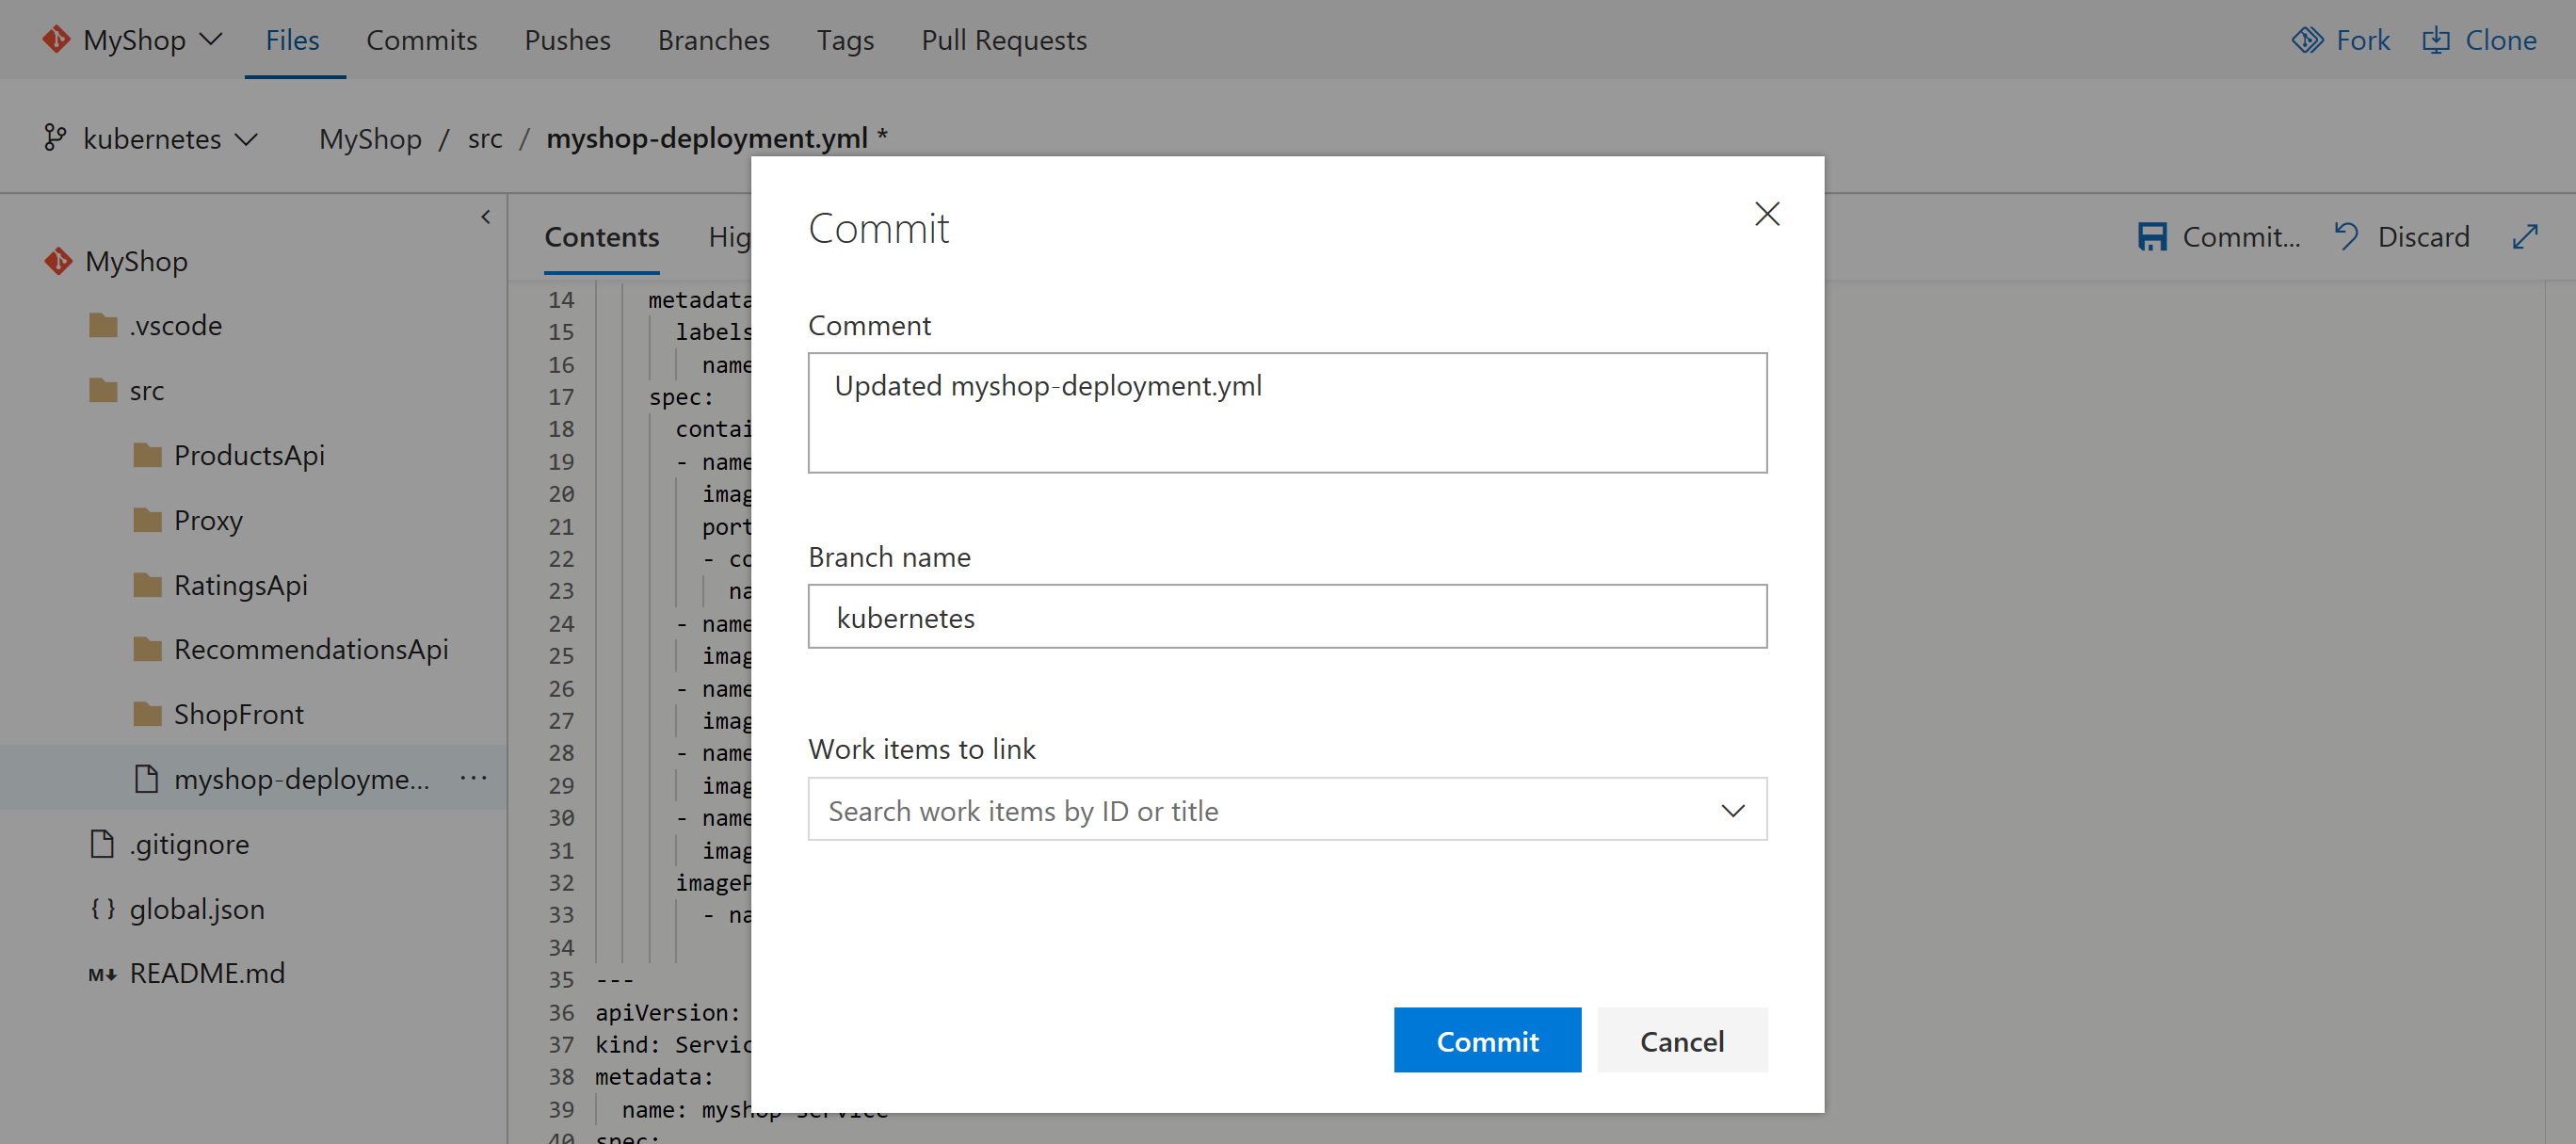 MyShop Files Commits Pushes Branches Tags Pull Requests Fork Clone
kubernetes MyShop / src / myshop-deployment.yml *
MyShop
.vscode
src
ProductsApi
Proxy
RatingsApi
RecommendationsApi
ShopFront
myshop-deployme... ...
.gitignore
{ } global.json
M README.md
Contents Hig Commit... Discard
14 metadata
15 labels
16 name
17 spec:
18 contai
19 - name
20 imag
21 port
22 - co
23 na
24 - name
25 imag
26 - name
27 imag
28 - name
29 imag
30 - name
31 imag
32 imageP
33 - na
34
35 ---
36 apiVersion:
37 kind: Servic
38 metadata:
39 name: myshop-service
40 spec:
Commit
Comment
Updated myshop-deployment.yml
Branch name
kubernetes
Work items to link
Search work items by ID or title
Commit Cancel